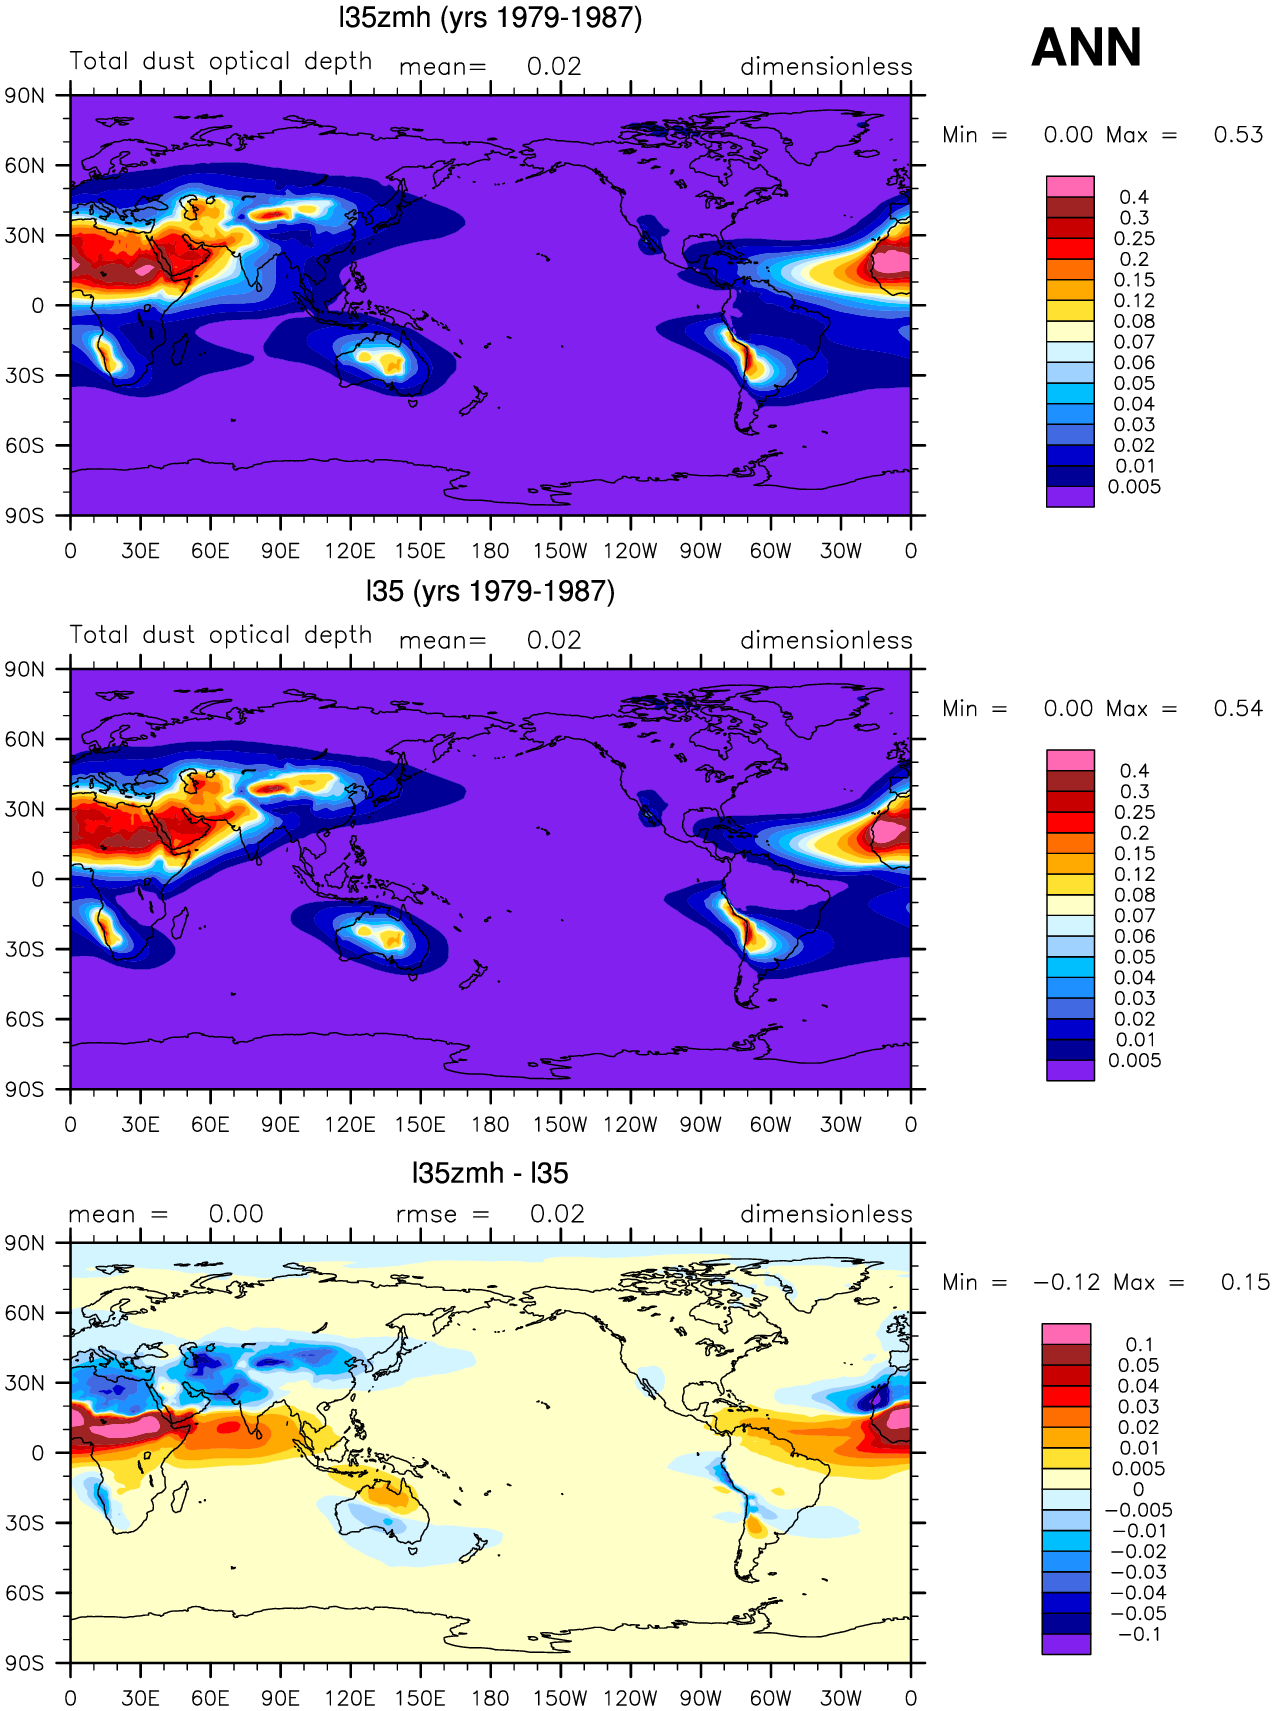 l35zmh (yrs 1979-1987)
ANN
Total dust optical depth mean= 0.02 dimensionless
Min = 0.00 Max = 0.53
90N
60N
30N
0
30S
60S
90S
0 30E 60E 90E 120E 150E 180 150W 120W 90W 60W 30W 0
0.4
0.3
0.25
0.2
0.15
0.12
0.08
0.07
0.06
0.05
0.04
0.03
0.02
0.01
0.005
l35 (yrs 1979-1987)
Total dust optical depth mean= 0.02 dimensionless
Min = 0.00 Max = 0.54
90N
60N
30N
0
30S
60S
90S
0 30E 60E 90E 120E 150E 180 150W 120W 90W 60W 30W 0
0.4
0.3
0.25
0.2
0.15
0.12
0.08
0.07
0.06
0.05
0.04
0.03
0.02
0.01
0.005
l35zmh - l35
mean = 0.00 rmse = 0.02 dimensionless
Min = −0.12 Max = 0.15
90N
60N
30N
0
30S
60S
90S
0 30E 60E 90E 120E 150E 180 150W 120W 90W 60W 30W 0
0.1
0.05
0.04
0.03
0.02
0.01
0.005
0
−0.005
−0.01
−0.02
−0.03
−0.04
−0.05
−0.1